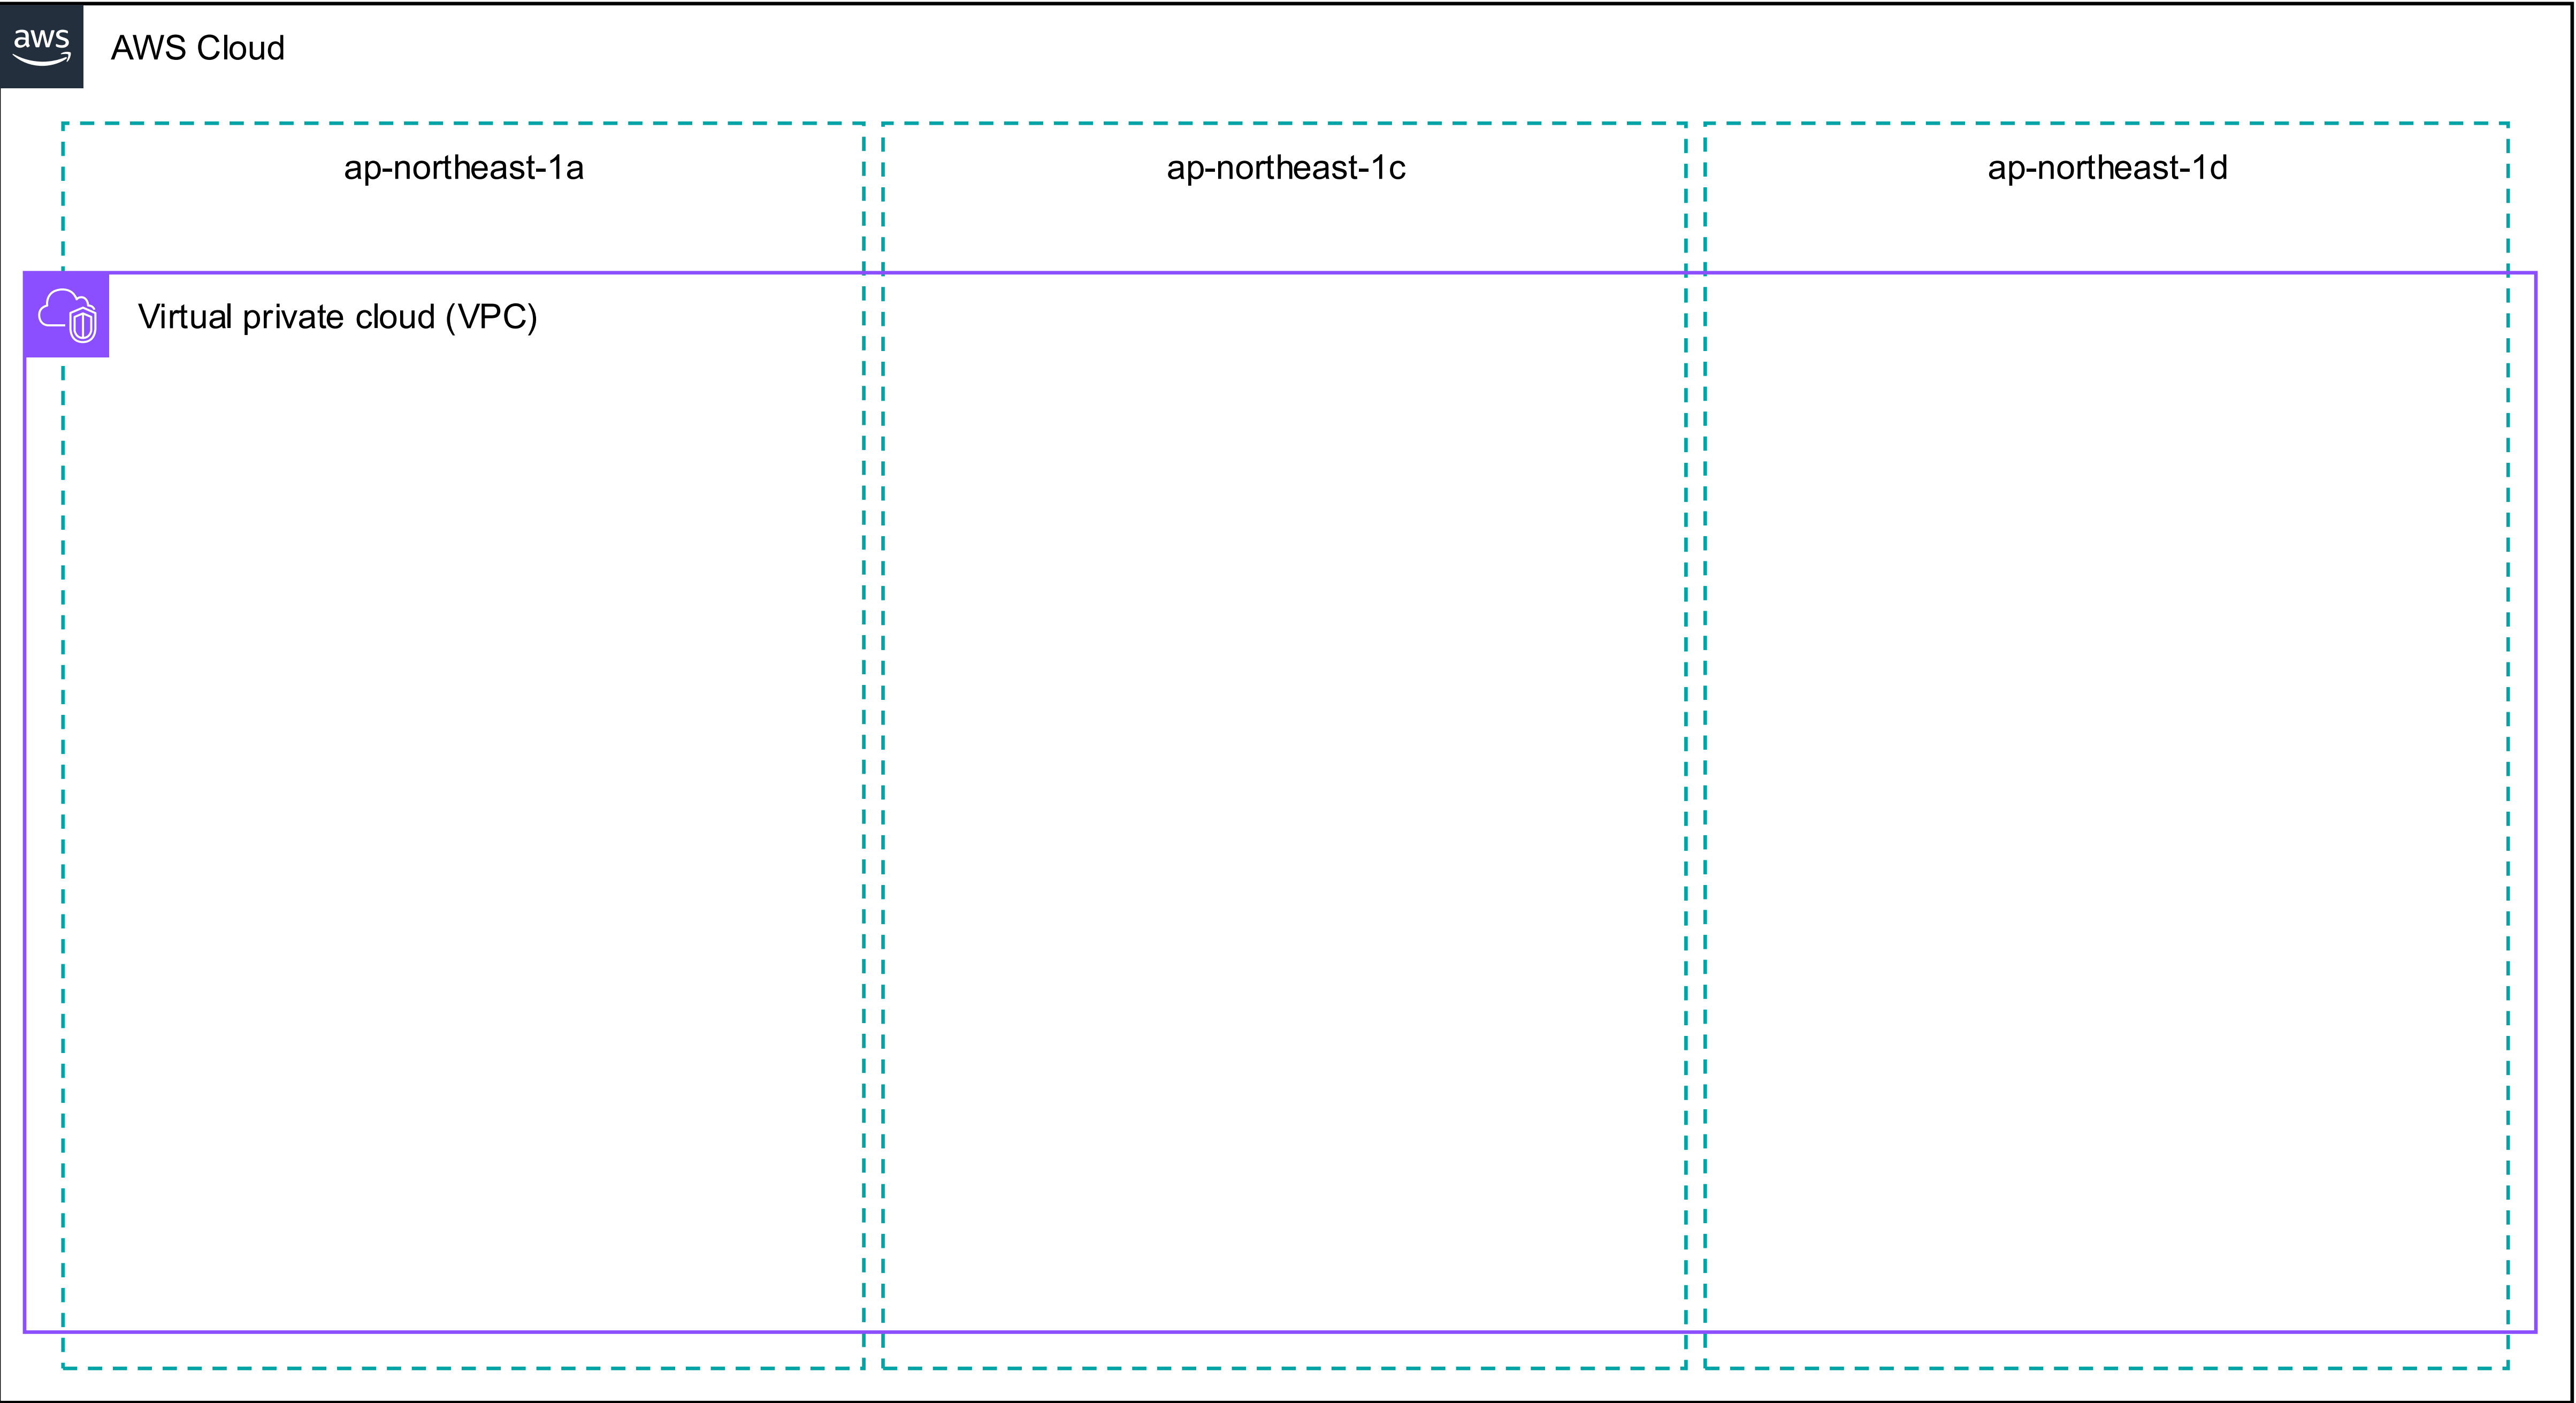 aws
AWS Cloud
ap-northeast-1a
ap-northeast-1c
ap-northeast-1d
Virtual private cloud (VPC)